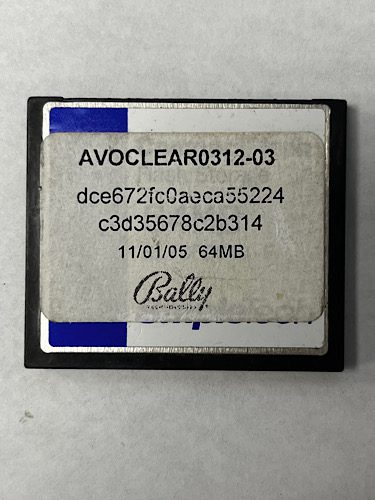 AVOCLEAR0312-03
dce672fc0aeca55224
c3d35678c2b314
11/01/05 64MB
Bally